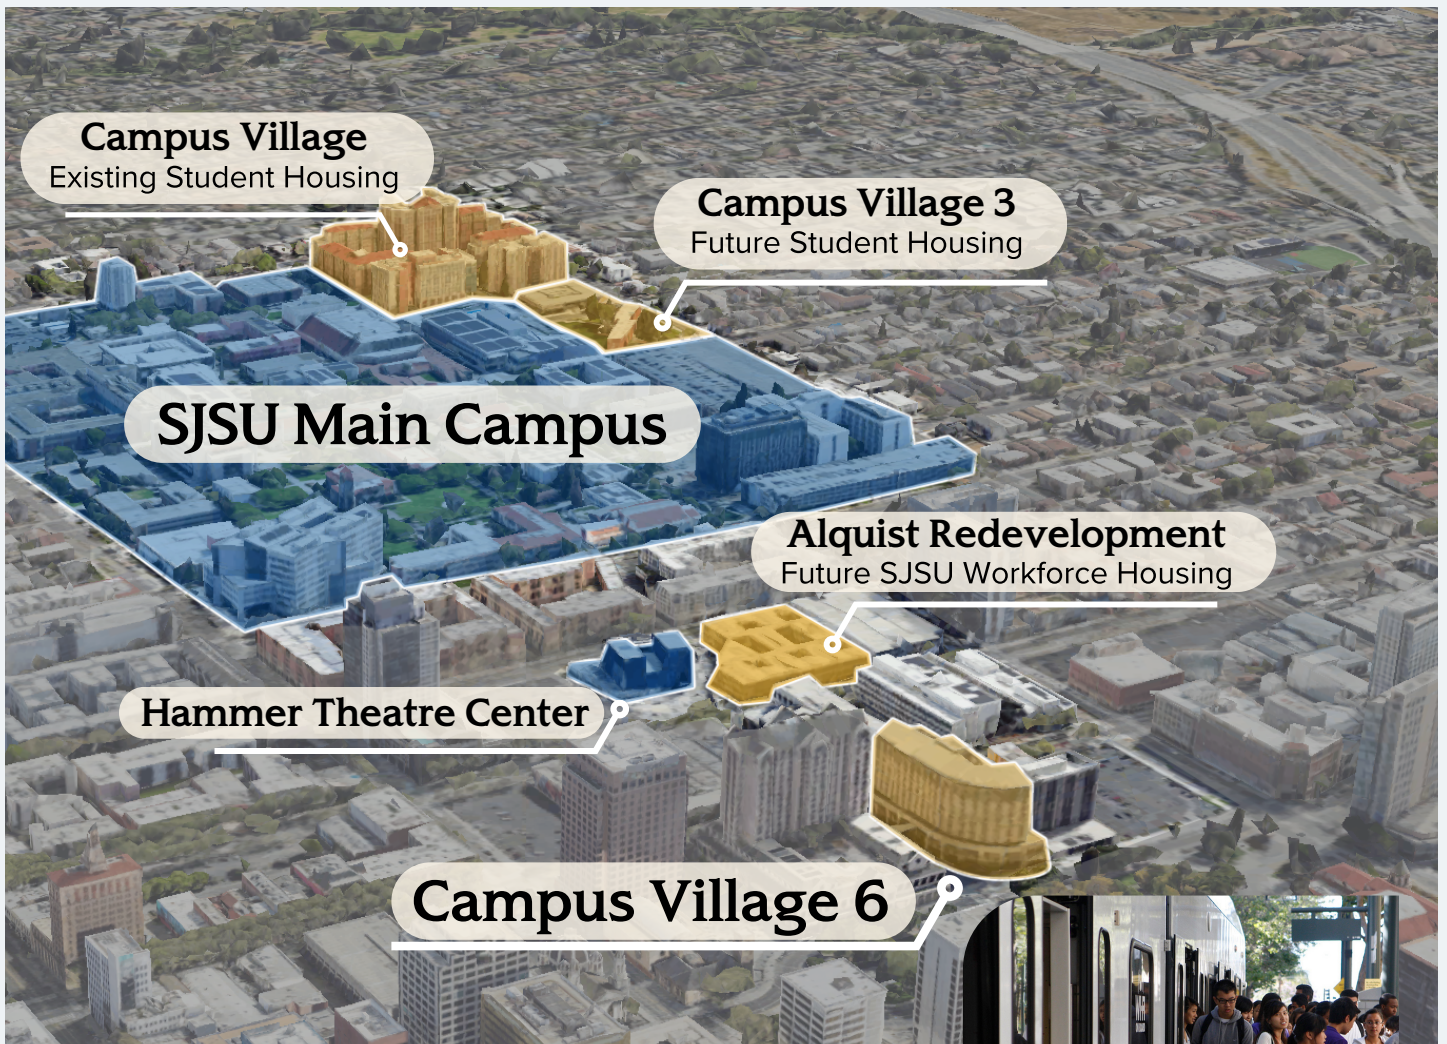 Campus Village
Existing Student Housing
Campus Village 3
Future Student Housing
SJSU Main Campus
Alquist Redevelopment
Future SJSU Workforce Housing
Hammer Theatre Center
Campus Village 6